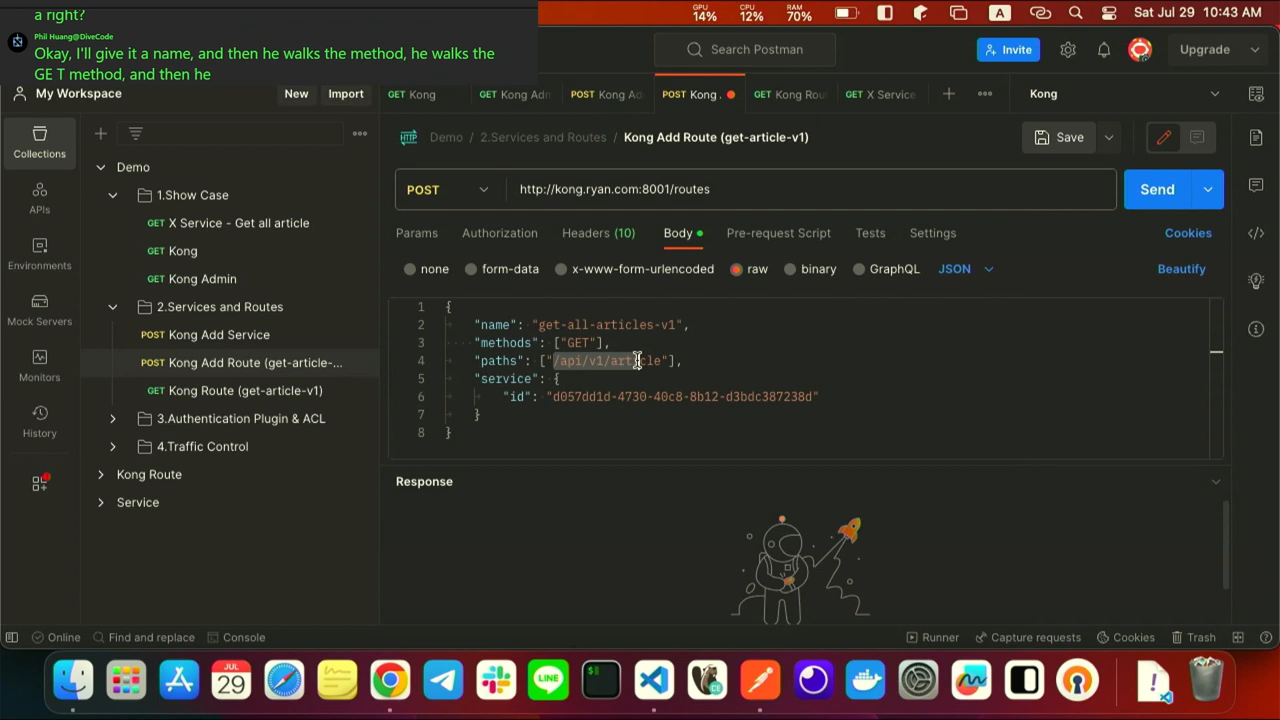 a right?
Phil Huang@DiveCode
Okay, I'll give it a name, and then he walks the method, he walks the
GE T method, and then he
GPU
14%
CPU
12%
RAM
70%
A
Sat Jul 29 10:43 AM
Search Postman
Invite
Upgrade
My Workspace
New
Import
GET Kong
GET Kong Adm
POST Kong Ad
POST Kong .
GET Kong Rou
X Service
Kong
HTTP
Demo / 2.Services and Routes / Kong Add Route (get-article-v1)
Save
Collections
APIs
Environments
Mock Servers
Monitors
History
Demo
1.Show Case
GET X Service - Get all article
GET Kong
GET Kong Admin
2.Services and Routes
POST Kong Add Service
POST Kong Add Route (get-article-...
GET Kong Route (get-article-v1)
3.Authentication Plugin & ACL
4.Traffic Control
Kong Route
Service
POST
http://kong.ryan.com:8001/routes
Send
Params
Authorization
Headers (10)
Body
Pre-request Script
Tests
Settings
Cookies
none
form-data
x-www-form-urlencoded
raw
binary
GraphQL
JSON
Beautify
1 {
2 "name": "get-all-articles-v1",
3 "methods": ["GET"],
4 "paths": ["/api/v1/article"],
5 "service": {
6 "id": "d057dd1d-4730-40c8-8b12-d3bdc387238d"
7 }
8 }
Response
Online
Find and replace
Console
Runner
Capture requests
Cookies
Trash
JUL
29
LINE